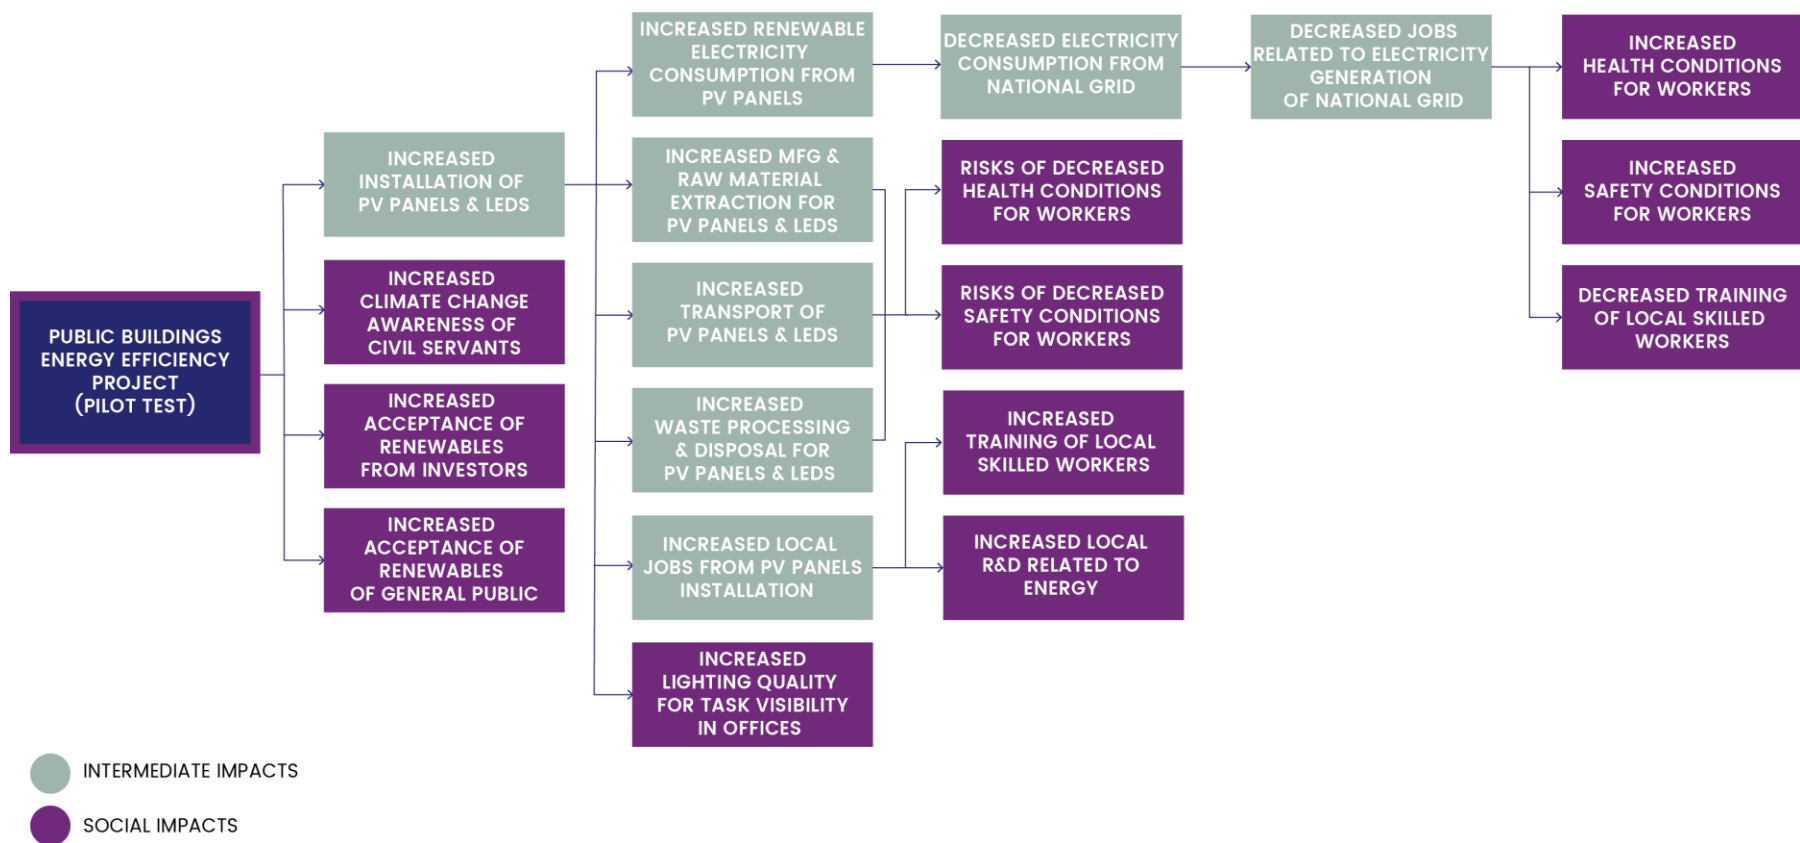 PUBLIC BUILDINGS
ENERGY EFFICIENCY
PROJECT
(PILOT TEST)
INCREASED
INSTALLATION OF
PV PANELS & LEDS
INCREASED
CLIMATE CHANGE
AWARENESS OF
CIVIL SERVANTS
INCREASED
ACCEPTANCE OF
RENEWABLES
FROM INVESTORS
INCREASED
ACCEPTANCE OF
RENEWABLES
OF GENERAL PUBLIC
INCREASED RENEWABLE
ELECTRICITY
CONSUMPTION FROM
PV PANELS
INCREASED MFG &
RAW MATERIAL
EXTRACTION FOR
PV PANELS & LEDS
INCREASED
TRANSPORT OF
PV PANELS & LEDS
INCREASED
WASTE PROCESSING
& DISPOSAL FOR
PV PANELS & LEDS
INCREASED LOCAL
JOBS FROM PV PANELS
INSTALLATION
INCREASED
LIGHTING QUALITY
FOR TASK VISIBILITY
IN OFFICES
DECREASED ELECTRICITY
CONSUMPTION FROM
NATIONAL GRID
RISKS OF DECREASED
HEALTH CONDITIONS
FOR WORKERS
RISKS OF DECREASED
SAFETY CONDITIONS
FOR WORKERS
INCREASED
TRAINING OF LOCAL
SKILLED WORKERS
INCREASED LOCAL
R&D RELATED TO
ENERGY
DECREASED JOBS
RELATED TO ELECTRICITY
GENERATION
OF NATIONAL GRID
INCREASED
HEALTH CONDITIONS
FOR WORKERS
INCREASED
SAFETY CONDITIONS
FOR WORKERS
DECREASED TRAINING
OF LOCAL SKILLED
WORKERS
INTERMEDIATE IMPACTS
SOCIAL IMPACTS